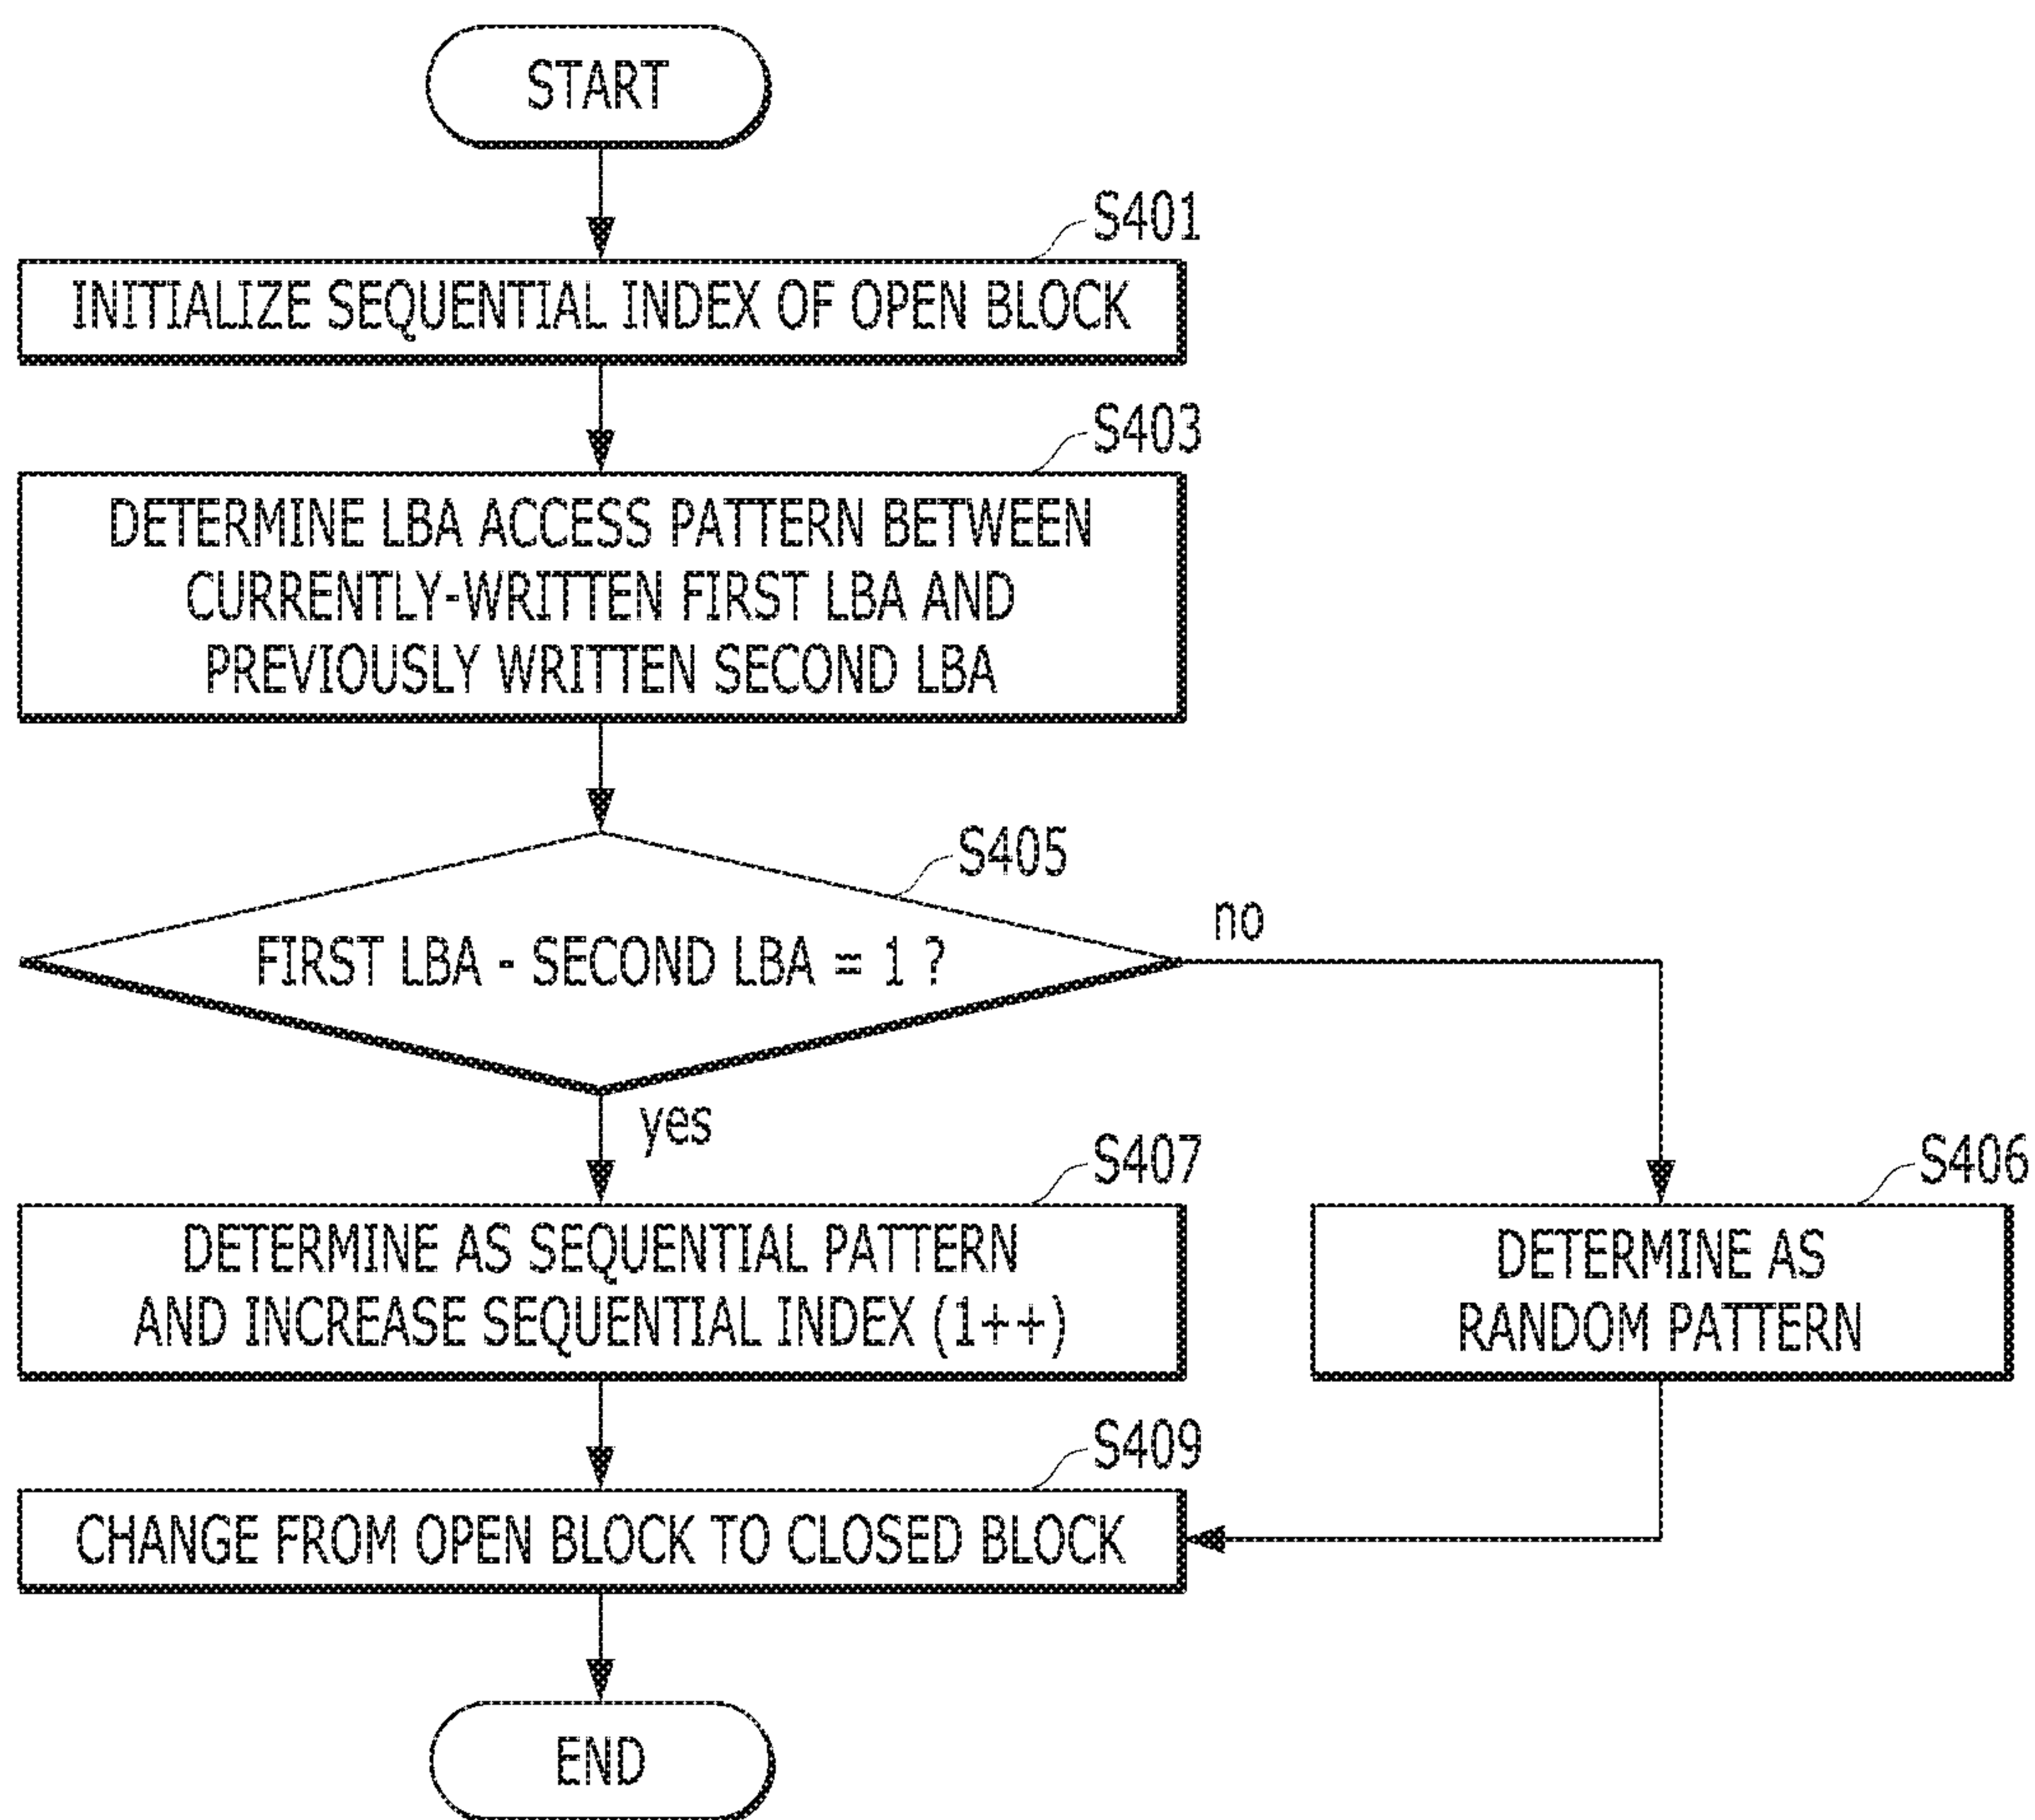 START
S401
INITIALIZE SEQUENTIAL INDEX OF OPEN BLOCK
S403
DETERMINE LBA ACCESS PATTERN BETWEEN
CURRENTLY-WRITTEN FIRST LBA AND
PREVIOUSLY WRITTEN SECOND LBA
S405
FIRST LBA - SECOND LBA = 1 ?
no
yes
S407
DETERMINE AS SEQUENTIAL PATTERN
AND INCREASE SEQUENTIAL INDEX (1++)
S406
DETERMINE AS
RANDOM PATTERN
S409
CHANGE FROM OPEN BLOCK TO CLOSED BLOCK
END